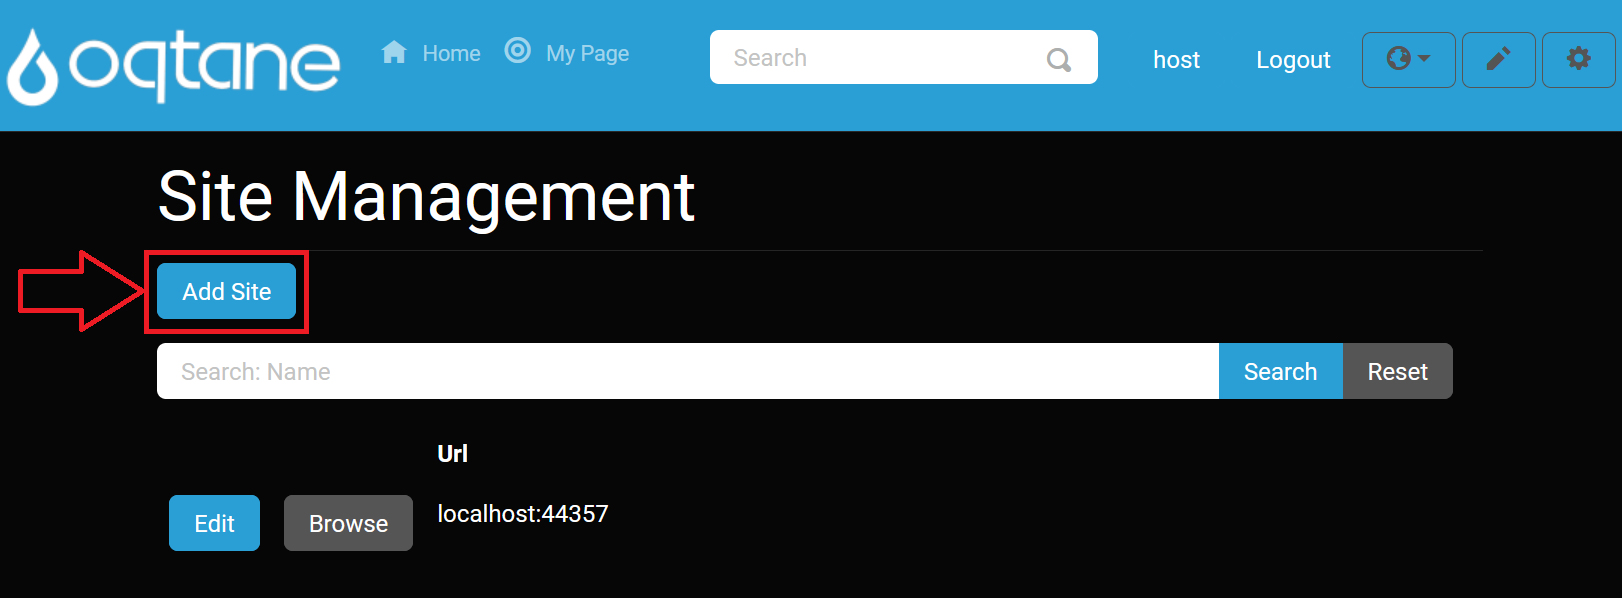 oqtane Home My Page Search host Logout
Site Management
Add Site
Search: Name Search Reset
Url
Edit Browse localhost:44357